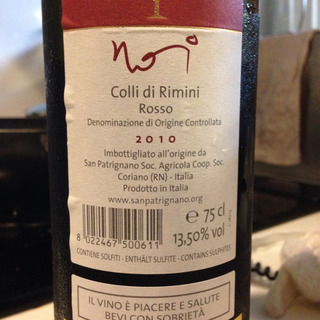 Noi
Colli di Rimini
Rosso
Denominazione di Origine Controllata
2010
Imbottigliato all'origine da
San Patrignano Soc. Agricola Coop. Soc.
Coriano (RN) - Italia
Prodotto in Italia
www.sanpatrignano.org
e 75 cl
13,50% vol
8 022467 500611
CONTIENE SOLFITI - ENTHÄLT SULFITE - CONTAINS SULPHITES
IL VINO È PIACERE E SALUTE
BEVI CON SOBRIETÀ